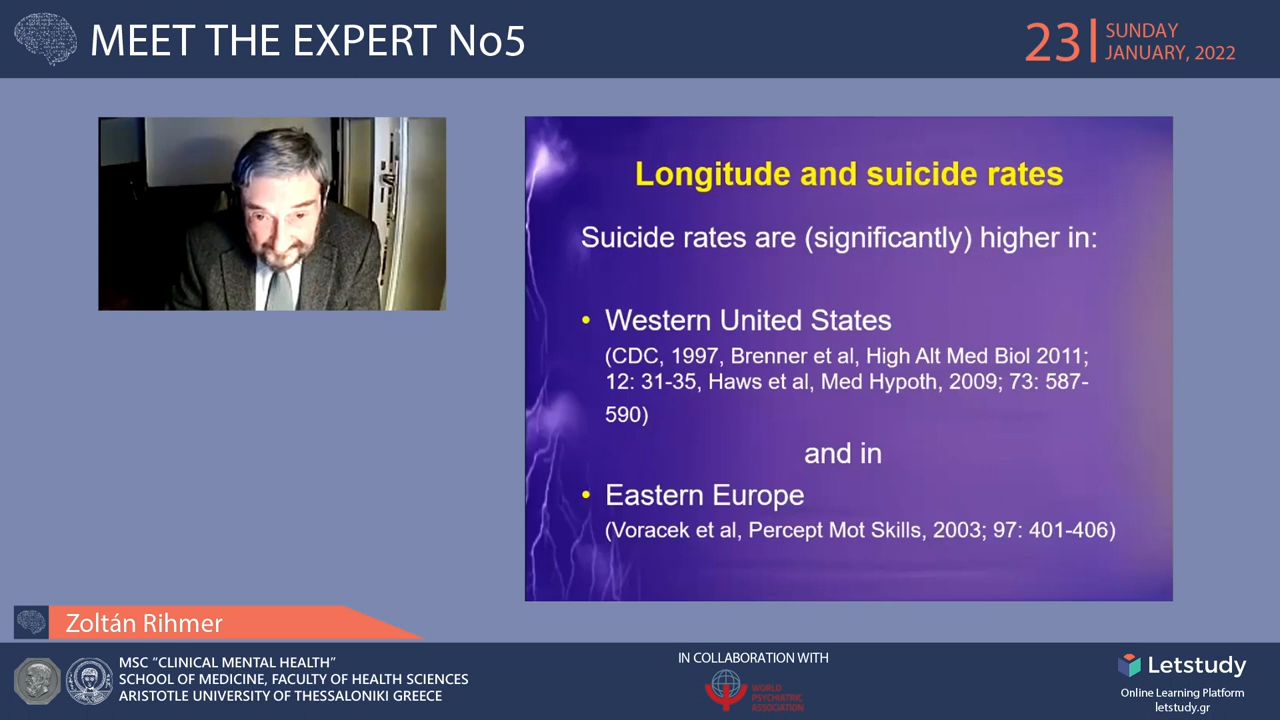 MEET THE EXPERT No5
23
SUNDAY
JANUARY, 2022
Longitude and suicide rates
Suicide rates are (significantly) higher in:
• Western United States
(CDC, 1997, Brenner et al, High Alt Med Biol 2011;
12: 31-35, Haws et al, Med Hypoth, 2009; 73: 587-
590)
and in
• Eastern Europe
(Voracek et al, Percept Mot Skills, 2003; 97: 401-406)
Zoltán Rihmer
MSC “CLINICAL MENTAL HEALTH”
SCHOOL OF MEDICINE, FACULTY OF HEALTH SCIENCES
ARISTOTLE UNIVERSITY OF THESSALONIKI GREECE
IN COLLABORATION WITH
WORLD
PSYCHIATRIC
ASSOCIATION
Letstudy
Online Learning Platform
letstudy.gr